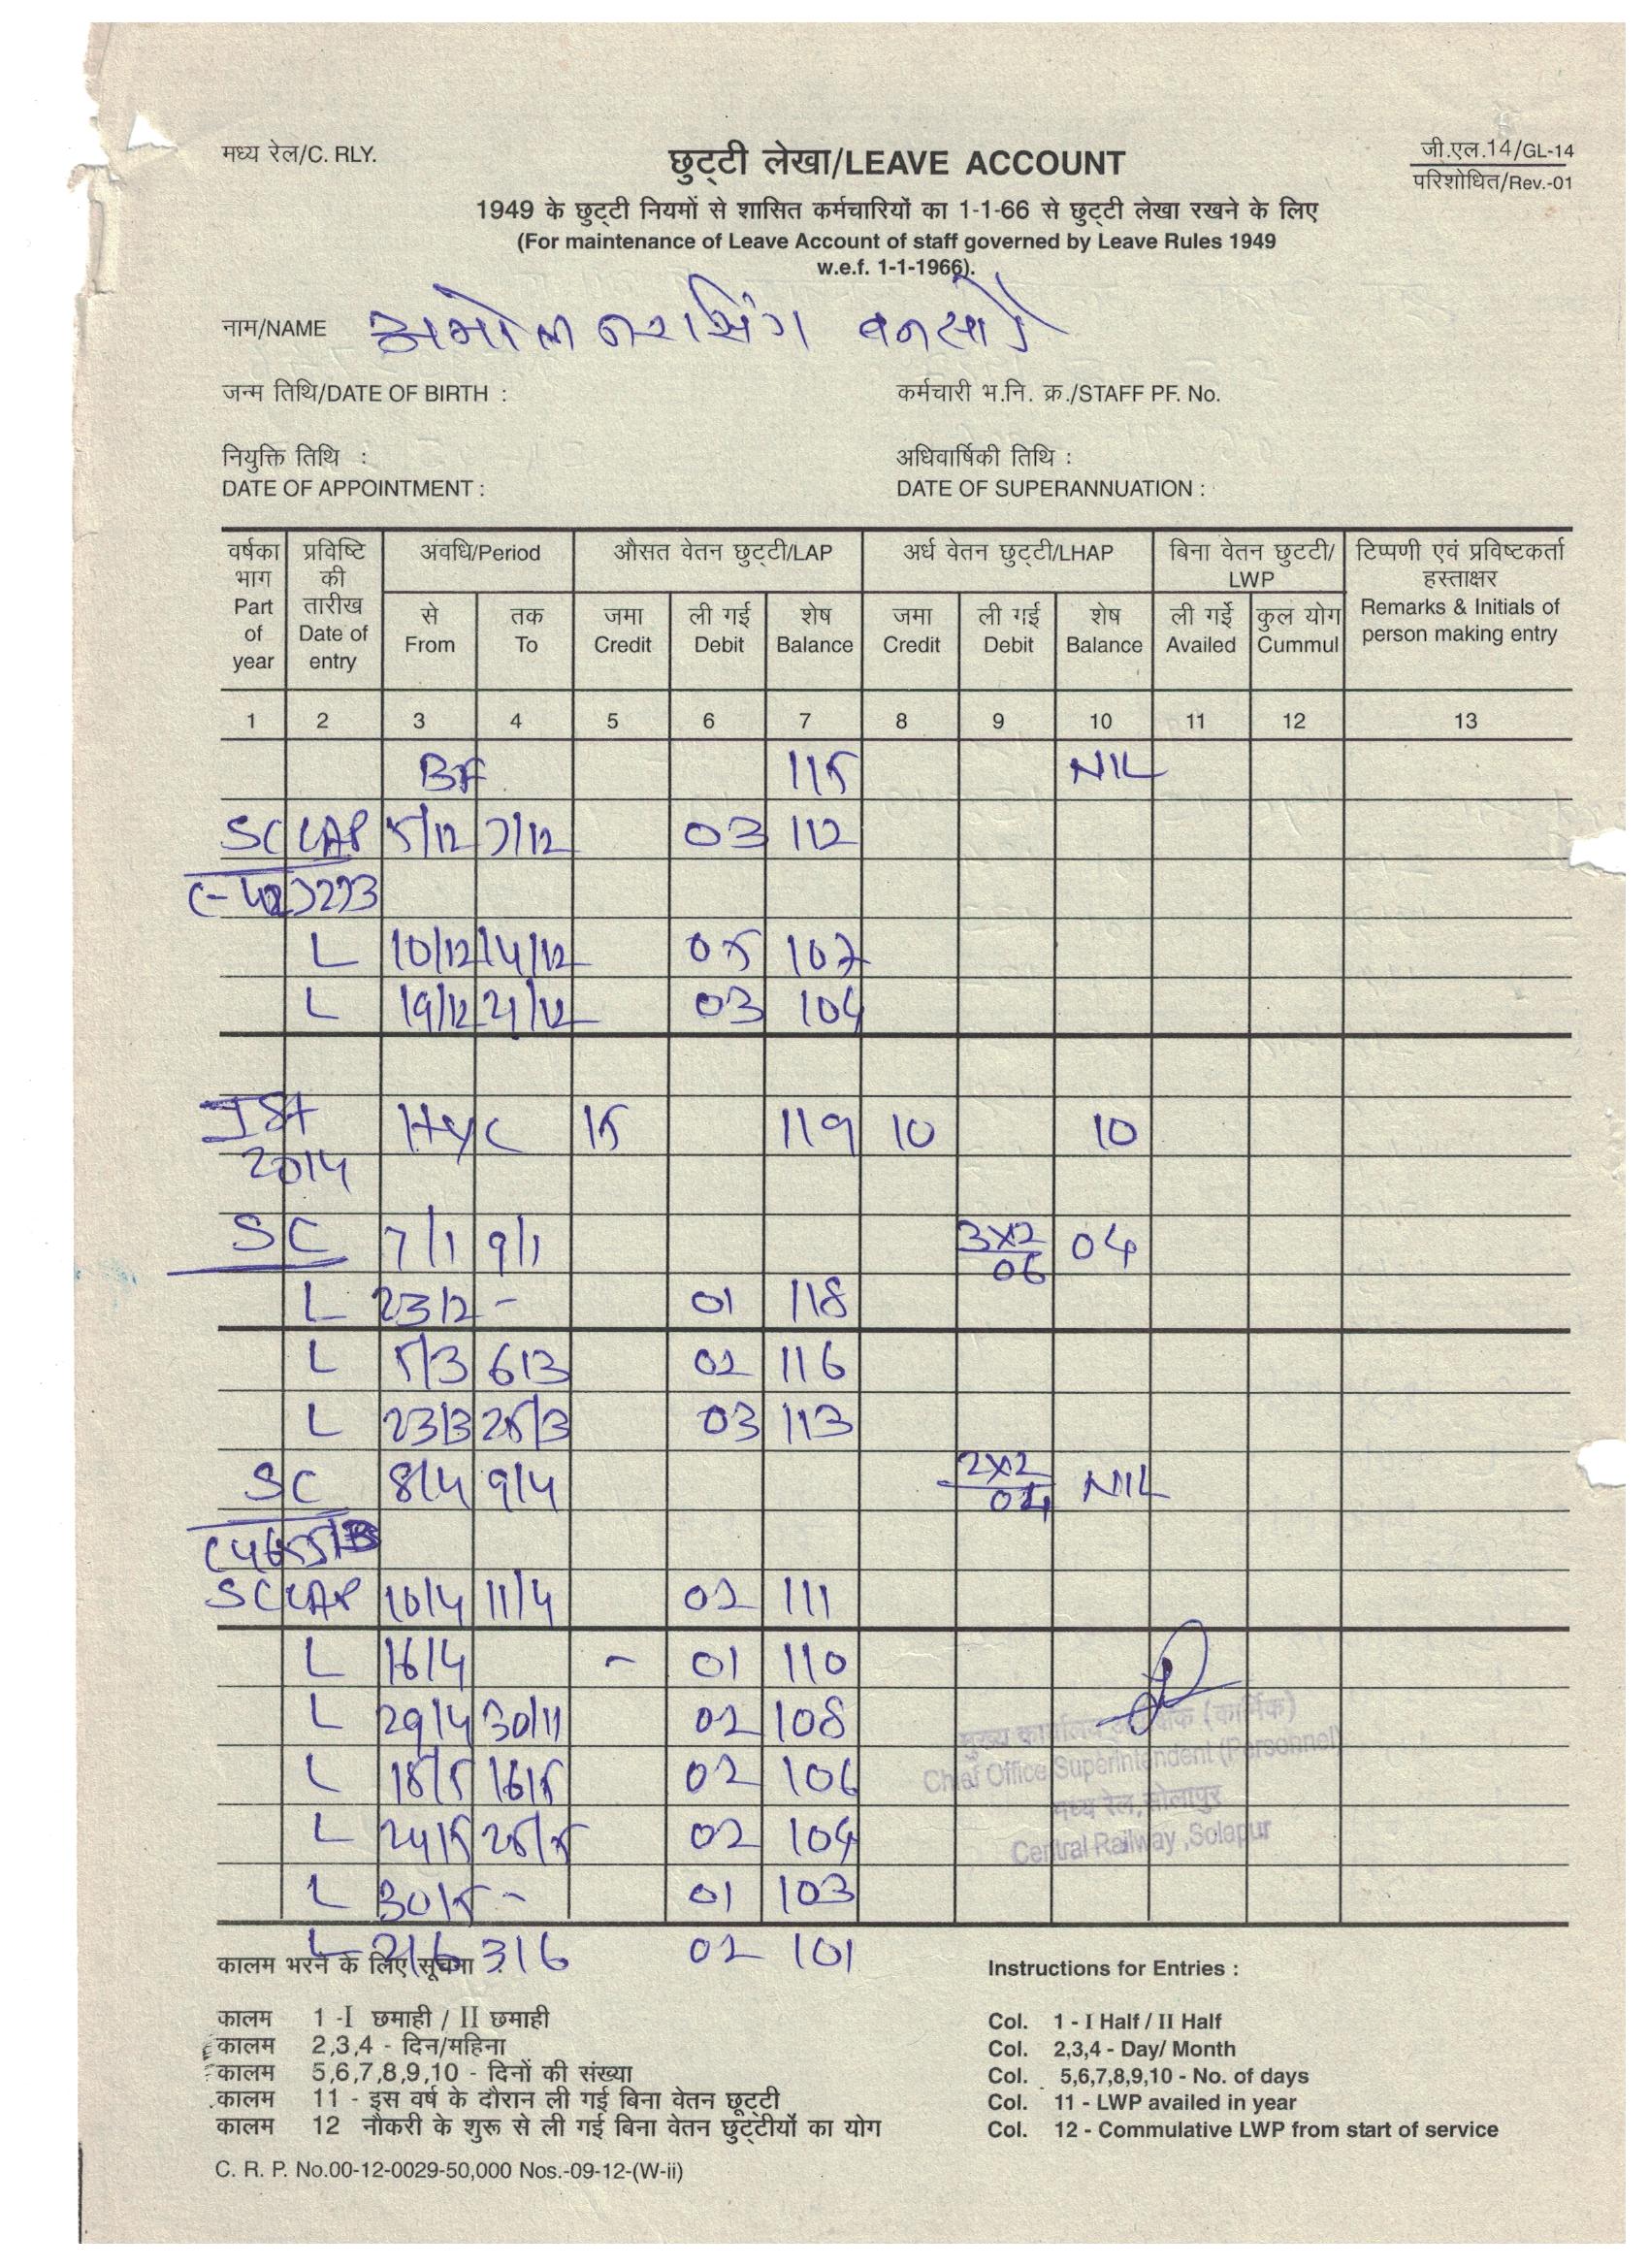 मध्य रेल/C. RLY.
छुट्टी लेखा/LEAVE ACCOUNT
जी.एल.14/GL-14
परिशोधित/Rev.-01
1949 के छुट्टी नियमों से शासित कर्मचारियों का 1-1-66 से छुट्टी लेखा रखने के लिए
(For maintenance of Leave Account of staff governed by Leave Rules 1949
w.e.f. 1-1-1966).
नाम/NAME अमोल नरसिंग बनसोडे
जन्म तिथि/DATE OF BIRTH : कर्मचारी भ.नि. क्र./STAFF PF. No.
नियुक्ति तिथि : अधिवार्षिकी तिथि :
DATE OF APPOINTMENT : DATE OF SUPERANNUATION :
वर्षका भाग Part of year
प्रविष्टि की तारीख Date of entry
अवधि/Period
से From
तक To
औसत वेतन छुट्टी/LAP
जमा Credit
ली गई Debit
शेष Balance
अर्ध वेतन छुट्टी/LHAP
जमा Credit
ली गई Debit
शेष Balance
बिना वेतन छुटटी/ LWP
ली गईे Availed
कुल योग Cummul
टिप्पणी एवं प्रविष्टकर्ता हस्ताक्षर
Remarks & Initials of person making entry
1 2 3 4 5 6 7 8 9 10 11 12 13
BF 115 NIL
SC LAP 5/12 7/12 03 112
L 10/12 14/12 05 107
L 19/12 21/12 03 104
Ist H/y C 15 119 10 10
2014
SC 7/1 9/1 3x2 04
06
L 23/2 - 01 118
L 5/3 6/3 02 116
L 23/3 25/3 03 113
SC 8/4 9/4 2x2 NIL
04
SC LAP 10/4 11/4 02 111
L 16/4 - 01 110
L 29/4 30/11 02 108
L 15/5 16/5 02 106
L 24/5 25/5 02 104
L 30/5 - 01 103
L 2/6 3/6 02 101
मुख्य कार्यालय अधीक्षक (कार्मिक)
Chief Office Superintendent (Personnel)
मध्य रेल, सोलापुर
Central Railway, Solapur
कालम भरने के लिए सूचना : Instructions for Entries :
कालम 1 -I छमाही / II छमाही Col. 1 - I Half / II Half
कालम 2,3,4 - दिन/महिना Col. 2,3,4 - Day/ Month
कालम 5,6,7,8,9,10 - दिनों की संख्या Col. 5,6,7,8,9,10 - No. of days
कालम 11 - इस वर्ष के दौरान ली गई बिना वेतन छूट्टी Col. 11 - LWP availed in year
कालम 12 नौकरी के शुरू से ली गई बिना वेतन छुट्टीयों का योग Col. 12 - Commulative LWP from start of service
C. R. P. No.00-12-0029-50,000 Nos.-09-12-(W-ii)